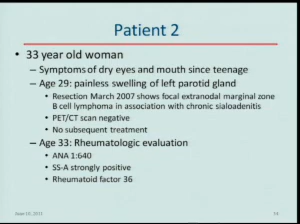 Patient 2
• 33 year old woman
– Symptoms of dry eyes and mouth since teenage
– Age 29: painless swelling of left parotid gland
• Resection March 2007 shows focal extranodal marginal zone
B cell lymphoma in association with chronic sialoadenitis
• PET/CT scan negative
• No subsequent treatment
– Age 33: Rheumatologic evaluation
• ANA 1:640
• SS-A strongly positive
• Rheumatoid factor 36
14